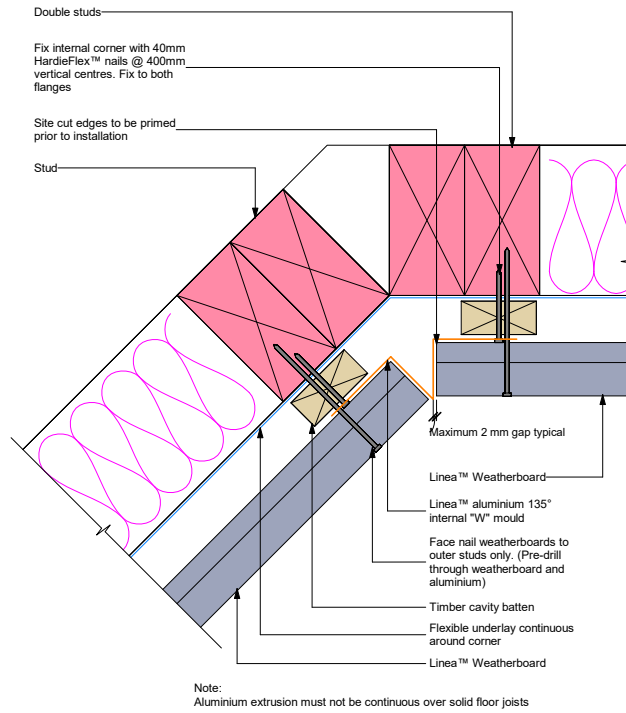 Double studs
Fix internal corner with 40mm
HardieFlex™ nails @ 400mm
vertical centres. Fix to both
flanges
Site cut edges to be primed
prior to installation
Stud
Maximum 2 mm gap typical
Linea™ Weatherboard
Linea™ aluminium 135°
internal "W" mould
Face nail weatherboards to
outer studs only. (Pre-drill
through weatherboard and
aluminium)
Timber cavity batten
Flexible underlay continuous
around corner
Linea™ Weatherboard
Note:
Aluminium extrusion must not be continuous over solid floor joists